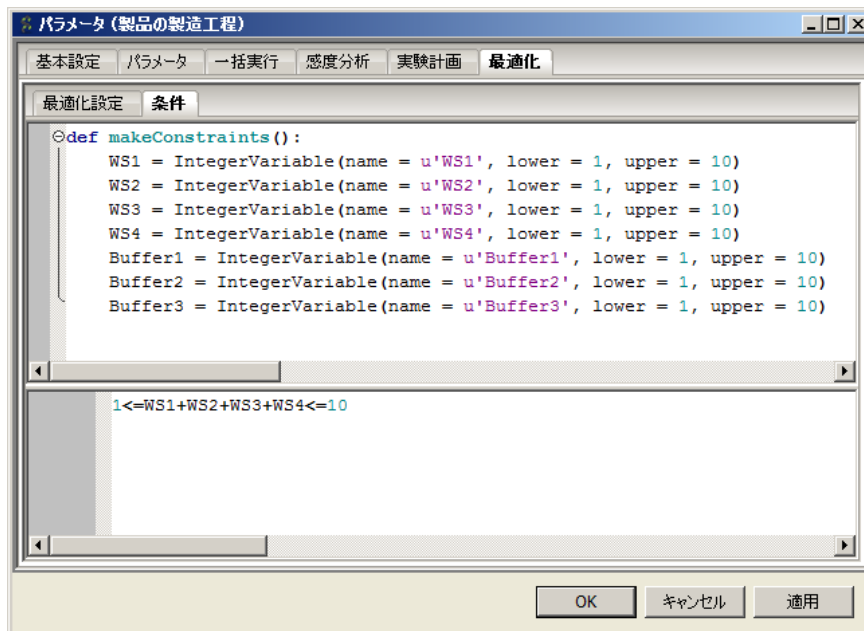 パラメータ (製品の製造工程)
基本設定 パラメータ 一括実行 感度分析 実験計画 最適化
最適化設定 条件
def makeConstraints():
WS1 = IntegerVariable(name = u'WS1', lower = 1, upper = 10)
WS2 = IntegerVariable(name = u'WS2', lower = 1, upper = 10)
WS3 = IntegerVariable(name = u'WS3', lower = 1, upper = 10)
WS4 = IntegerVariable(name = u'WS4', lower = 1, upper = 10)
Buffer1 = IntegerVariable(name = u'Buffer1', lower = 1, upper = 10)
Buffer2 = IntegerVariable(name = u'Buffer2', lower = 1, upper = 10)
Buffer3 = IntegerVariable(name = u'Buffer3', lower = 1, upper = 10)
1<=WS1+WS2+WS3+WS4<=10
OK キャンセル 適用